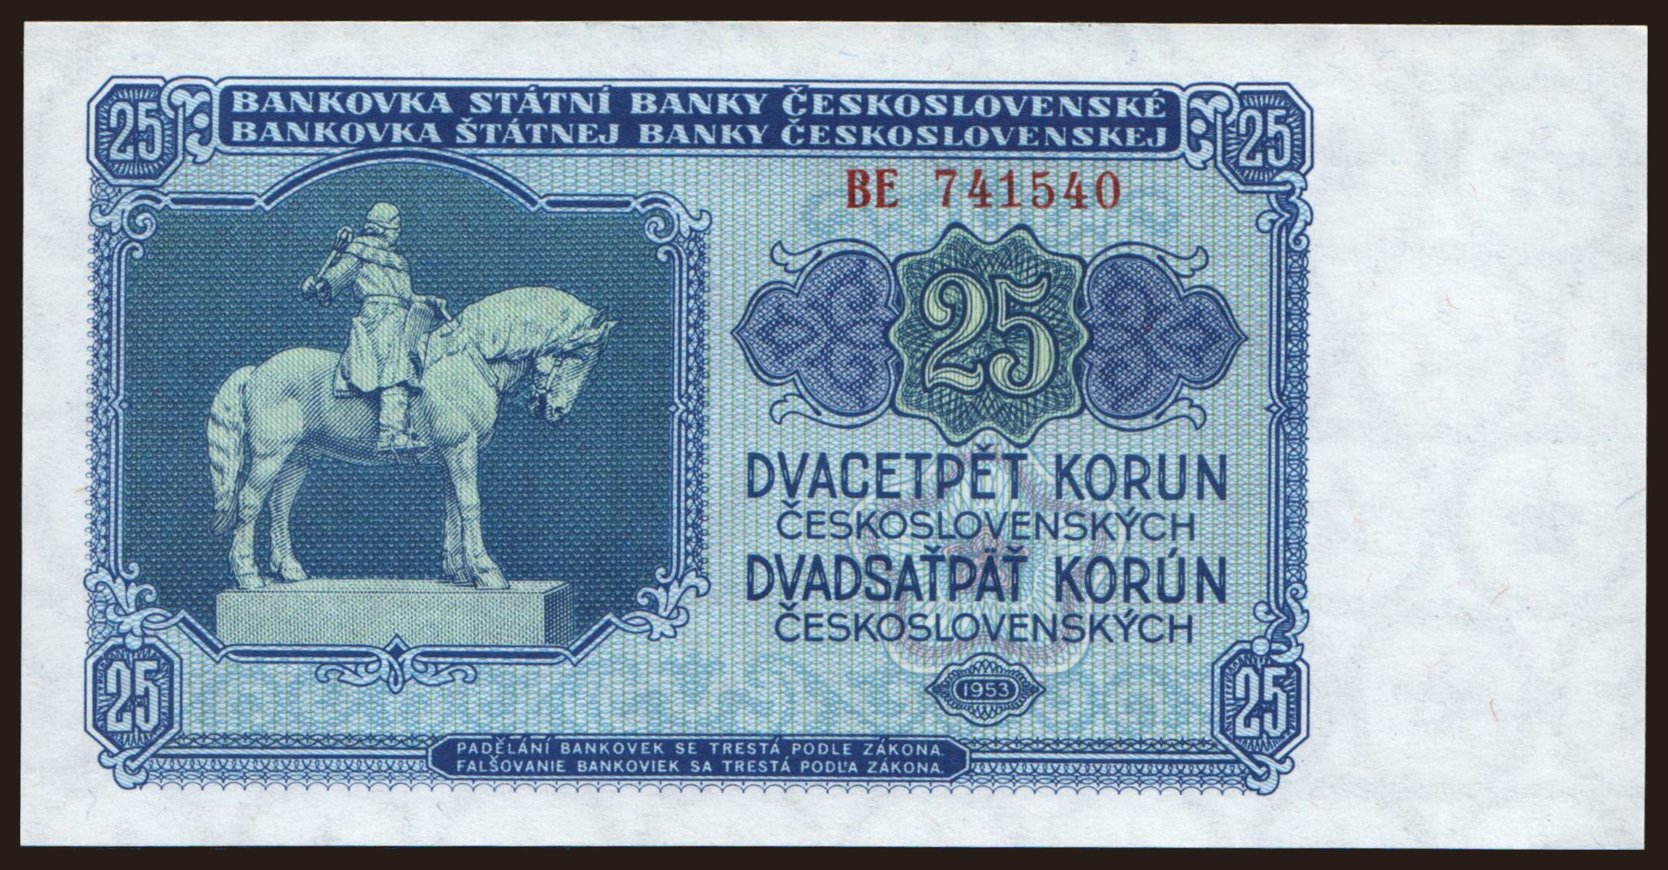 25
BANKOVKA STÁTNÍ BANKY ČESKOSLOVENSKÉ
BANKOVKA ŠTÁTNEJ BANKY ČESKOSLOVENSKEJ
25
BE 741540
25
DVACETPĚT KORUN
ČESKOSLOVENSKÝCH
DVADSAŤPÄŤ KORÚN
ČESKOSLOVENSKÝCH
25
1953
25
PADĚLÁNÍ BANKOVEK SE TRESTÁ PODLE ZÁKONA.
FALŠOVANIE BANKOVIEK SA TRESTÁ PODĽA ZÁKONA.